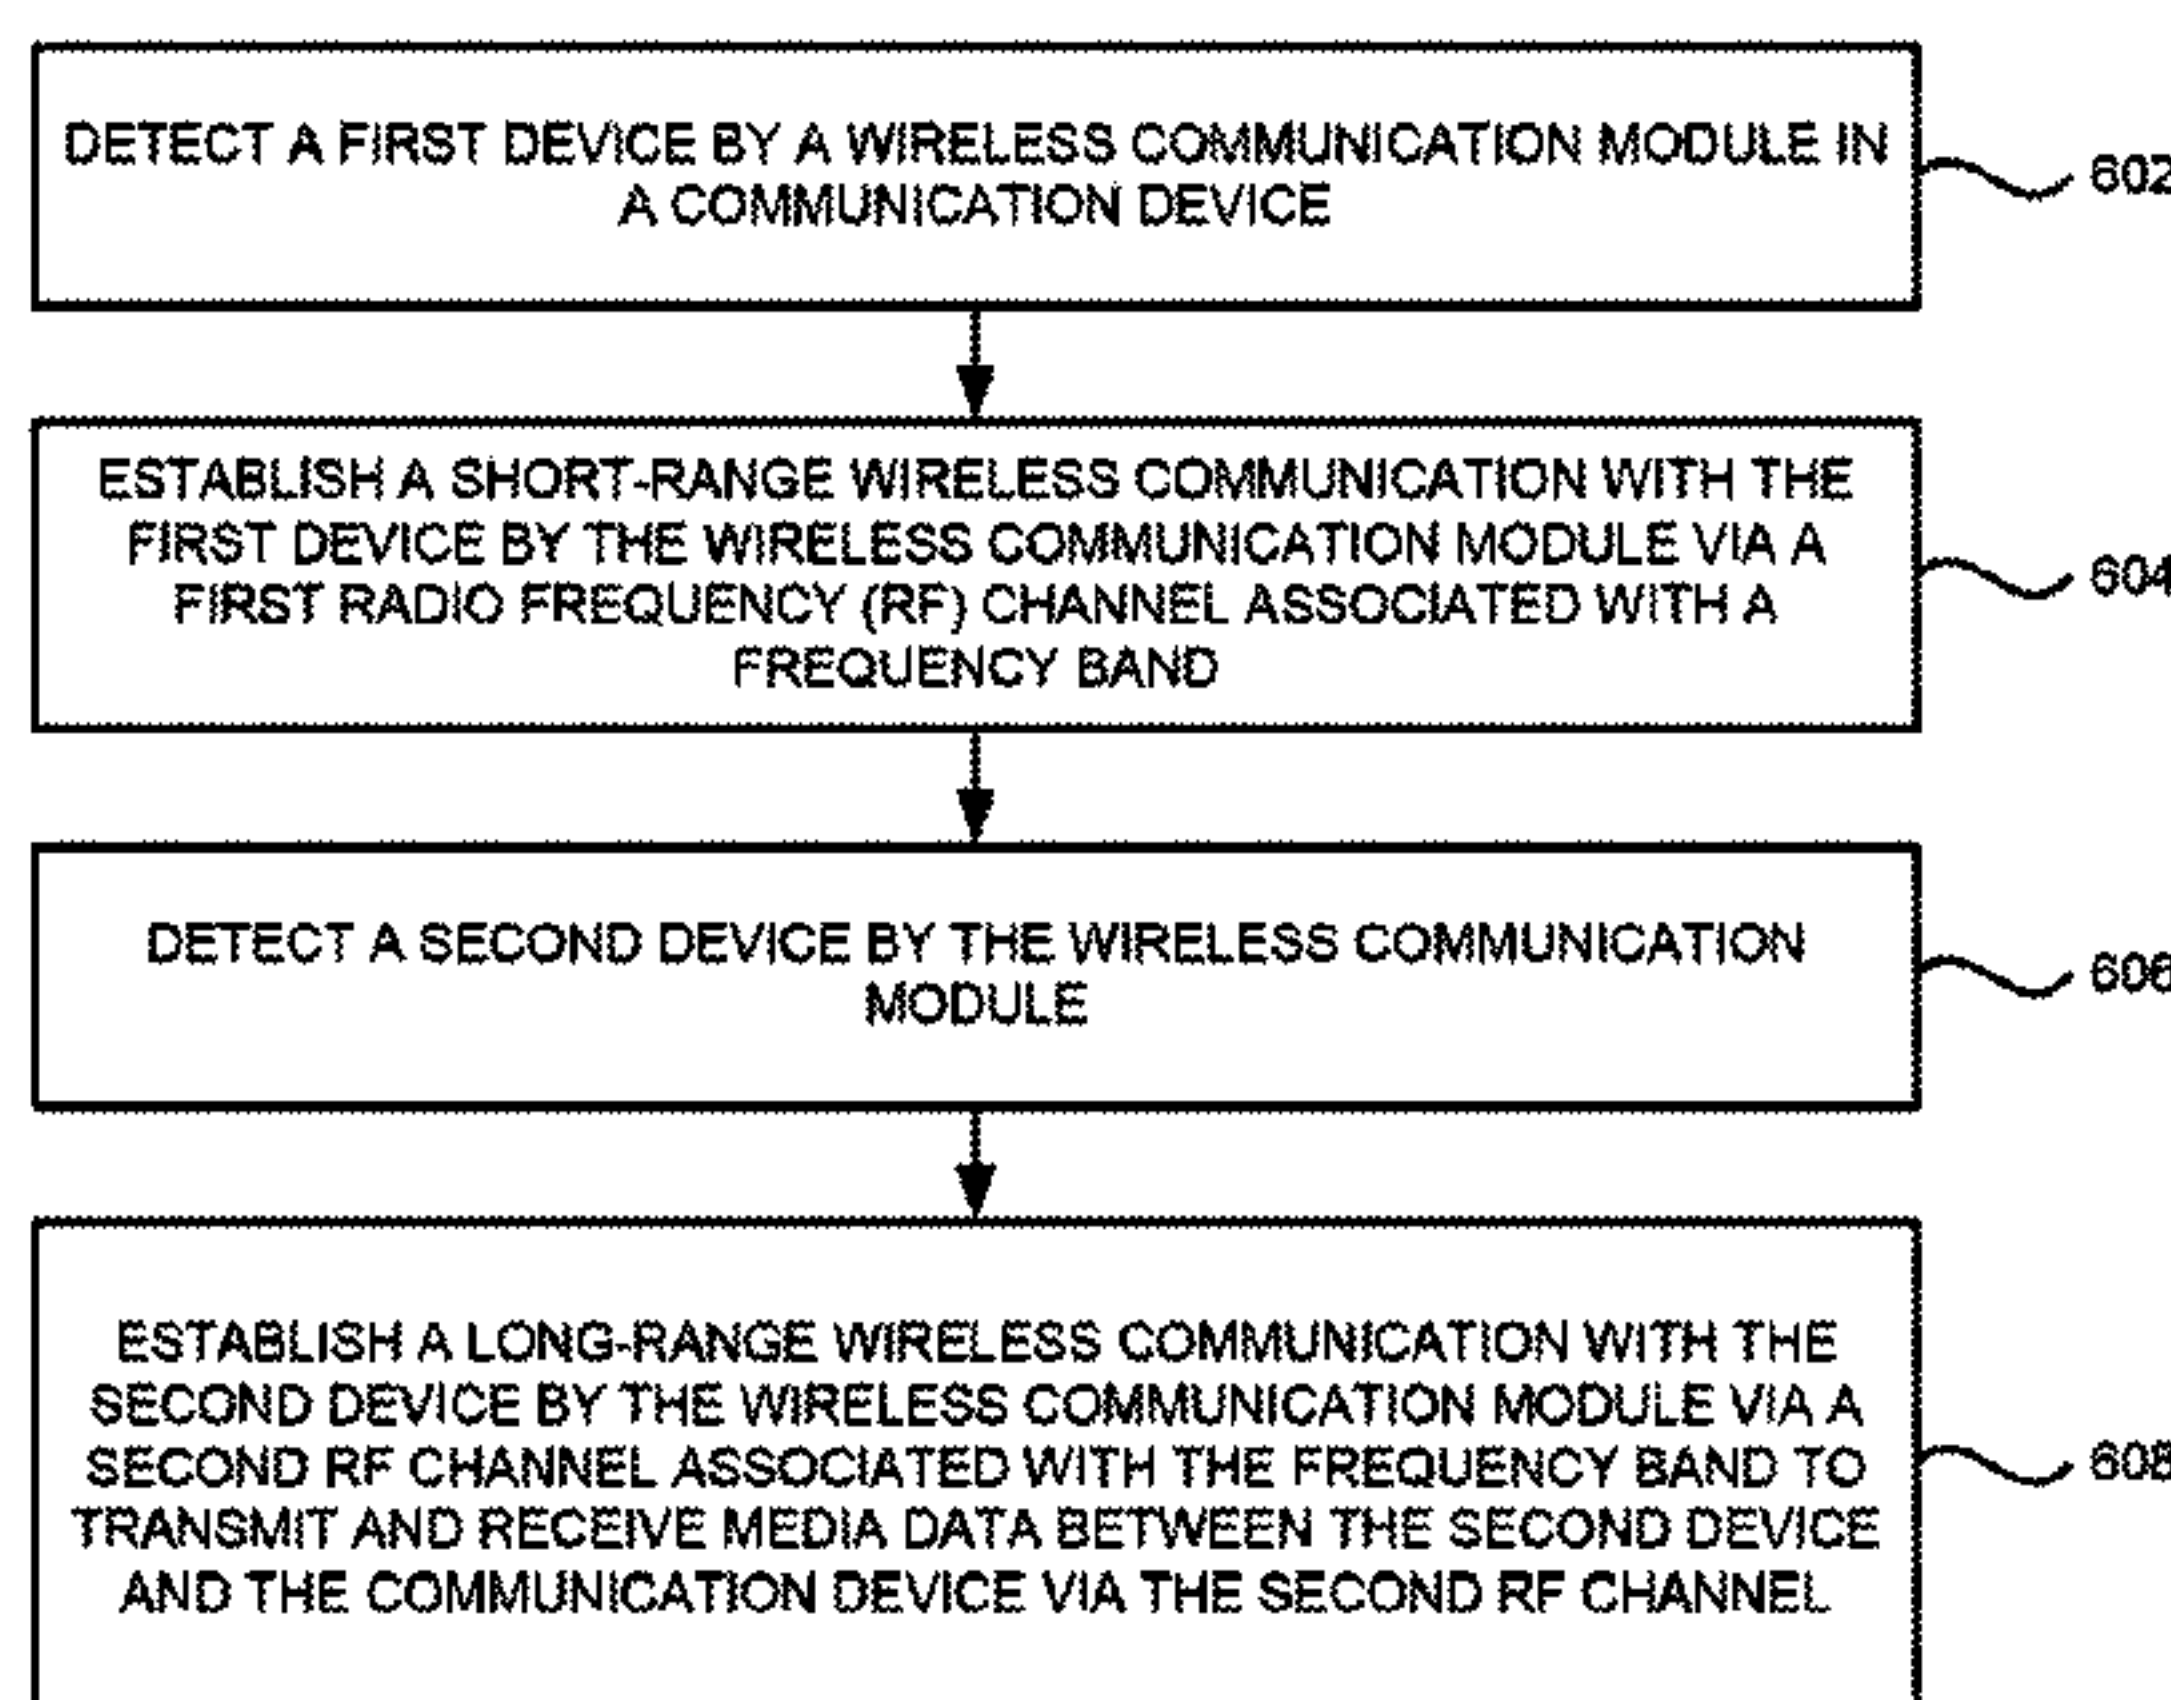 DETECT A FIRST DEVICE BY A WIRELESS COMMUNICATION MODULE IN
A COMMUNICATION DEVICE
602
ESTABLISH A SHORT-RANGE WIRELESS COMMUNICATION WITH THE
FIRST DEVICE BY THE WIRELESS COMMUNICATION MODULE VIA A
FIRST RADIO FREQUENCY (RF) CHANNEL ASSOCIATED WITH A
FREQUENCY BAND
604
DETECT A SECOND DEVICE BY THE WIRELESS COMMUNICATION
MODULE
606
ESTABLISH A LONG-RANGE WIRELESS COMMUNICATION WITH THE
SECOND DEVICE BY THE WIRELESS COMMUNICATION MODULE VIA A
SECOND RF CHANNEL ASSOCIATED WITH THE FREQUENCY BAND TO
TRANSMIT AND RECEIVE MEDIA DATA BETWEEN THE SECOND DEVICE
AND THE COMMUNICATION DEVICE VIA THE SECOND RF CHANNEL
608